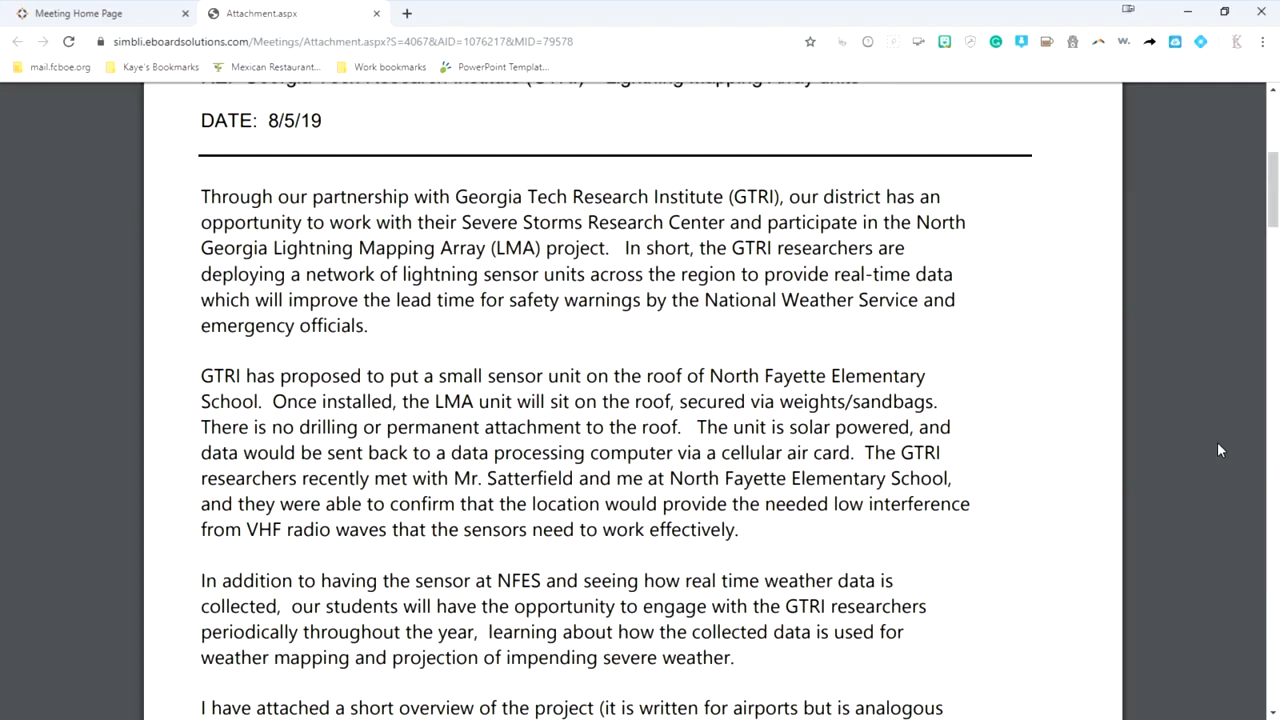 Meeting Home Page
Attachment.aspx
simbli.eboardsolutions.com/Meetings/Attachment.aspx?S=4067&AID=1076217&MID=79578
mail.fcboe.org
Kaye's Bookmarks
Mexican Restaurant...
Work bookmarks
PowerPoint Templat...
Georgia Tech Research Institute (GTRI) – Lightning Mapping Array units
DATE: 8/5/19
Through our partnership with Georgia Tech Research Institute (GTRI), our district has an
opportunity to work with their Severe Storms Research Center and participate in the North
Georgia Lightning Mapping Array (LMA) project. In short, the GTRI researchers are
deploying a network of lightning sensor units across the region to provide real-time data
which will improve the lead time for safety warnings by the National Weather Service and
emergency officials.
GTRI has proposed to put a small sensor unit on the roof of North Fayette Elementary
School. Once installed, the LMA unit will sit on the roof, secured via weights/sandbags.
There is no drilling or permanent attachment to the roof. The unit is solar powered, and
data would be sent back to a data processing computer via a cellular air card. The GTRI
researchers recently met with Mr. Satterfield and me at North Fayette Elementary School,
and they were able to confirm that the location would provide the needed low interference
from VHF radio waves that the sensors need to work effectively.
In addition to having the sensor at NFES and seeing how real time weather data is
collected, our students will have the opportunity to engage with the GTRI researchers
periodically throughout the year, learning about how the collected data is used for
weather mapping and projection of impending severe weather.
I have attached a short overview of the project (it is written for airports but is analogous